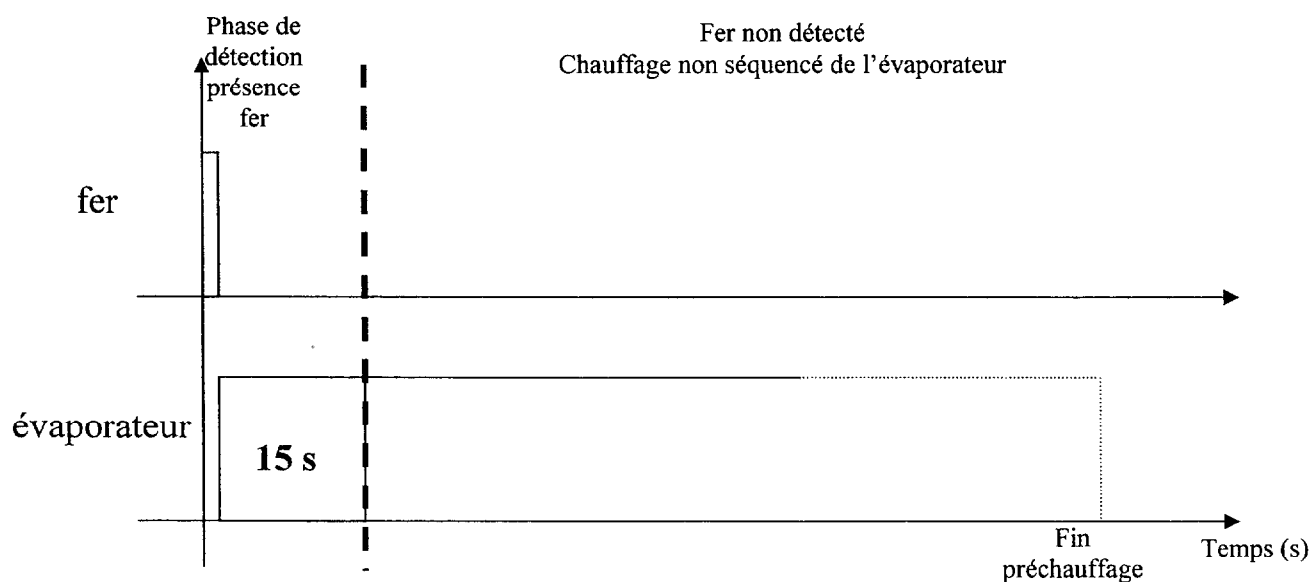 Phase de
détection
présence
fer
Fer non détecté
Chauffage non séquencé de l'évaporateur
fer
évaporateur
15 s
Fin
préchauffage
Temps (s)